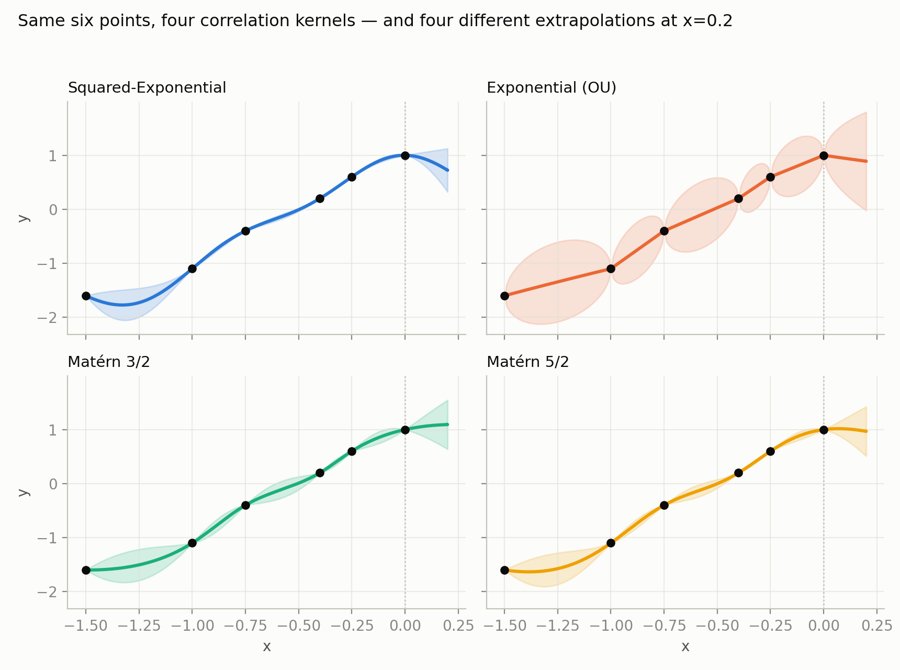 Same six points, four correlation kernels — and four different extrapolations at x=0.2
Squared-Exponential
Exponential (OU)
1
0
−1
−2
y
Matérn 3/2
Matérn 5/2
1
0
−1
−2
y
−1.50 −1.25 −1.00 −0.75 −0.50 −0.25 0.00 0.25
−1.50 −1.25 −1.00 −0.75 −0.50 −0.25 0.00 0.25
x
x